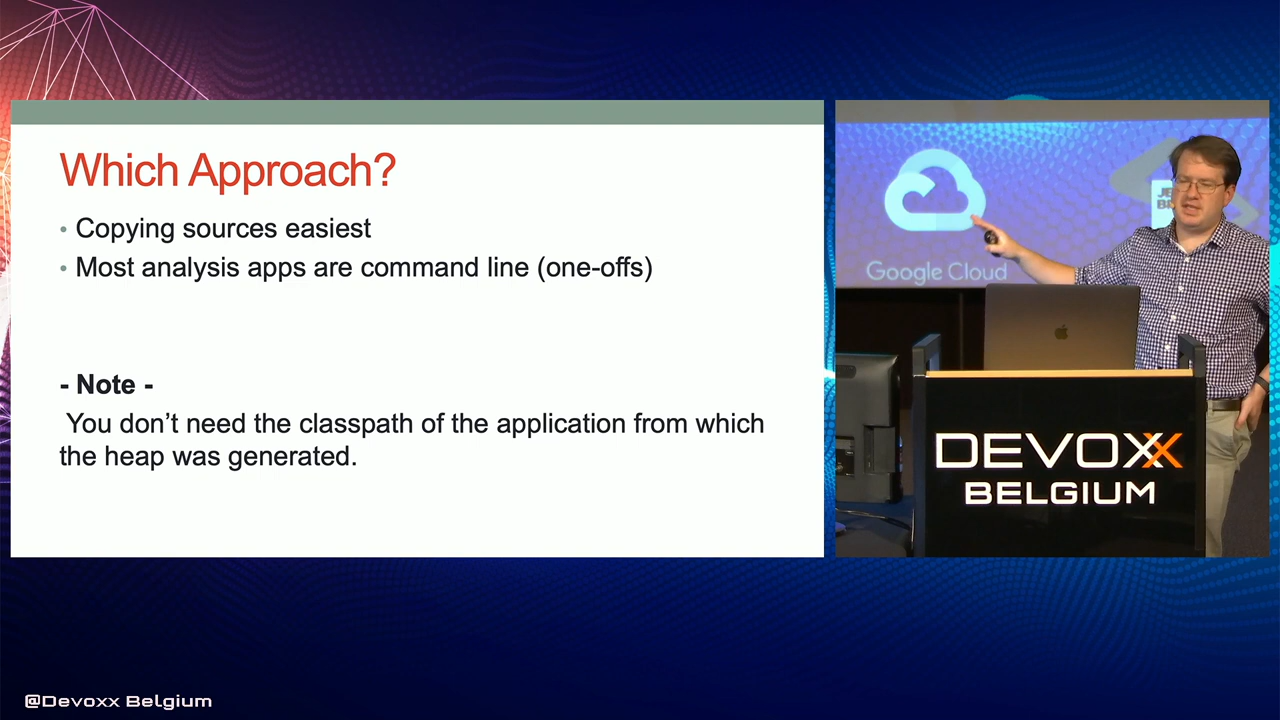 Which Approach?
• Copying sources easiest
• Most analysis apps are command line (one-offs)
- Note -
You don’t need the classpath of the application from which
the heap was generated.
Google Cloud
DEVOXX
BELGIUM
@Devoxx Belgium